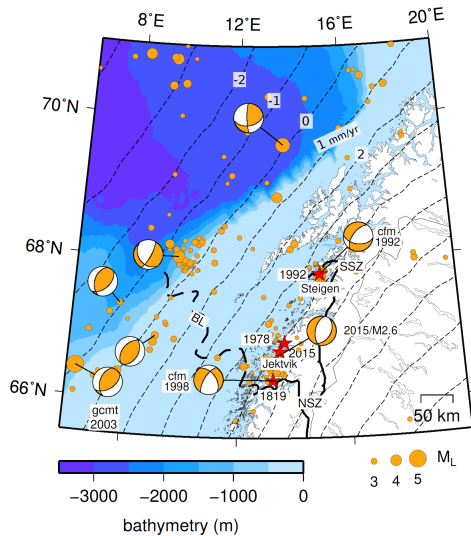 8°E
12°E
16°E
20°E
70°N
68°N
66°N
-2
-1
0
1 mm/yr
2
cfm
1992
1992
SSZ
Steigen
BL
1978
2015/M2.6
2015
Jektvik
cfm
1998
1819
NSZ
gcmt
2003
50 km
−3000
−2000
−1000
0
bathymetry (m)
3
4
5
ML